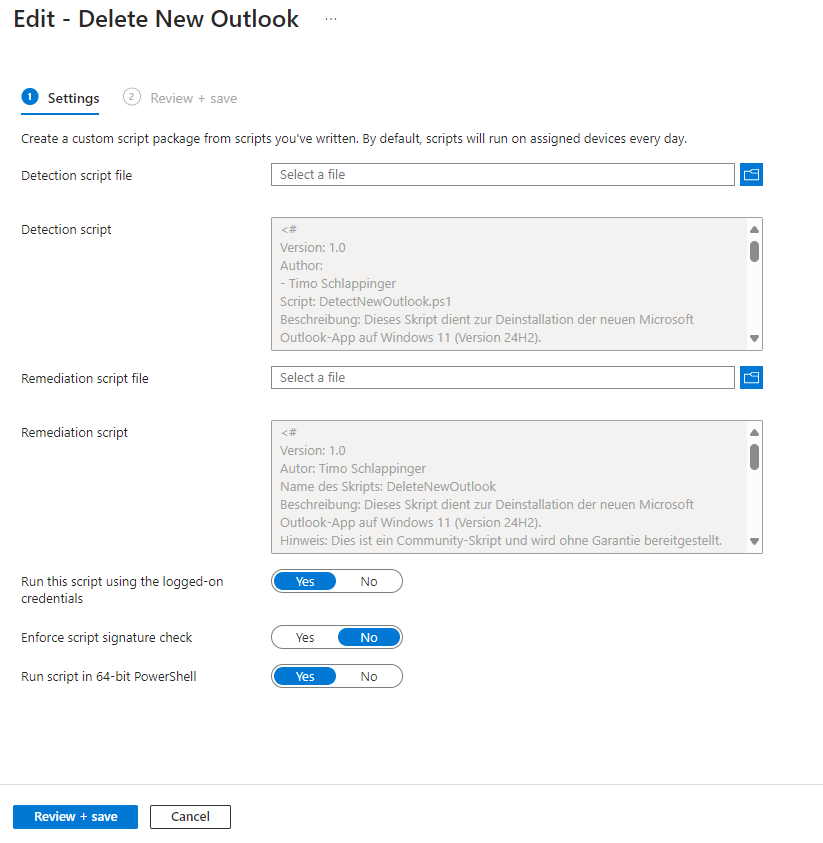 Edit - Delete New Outlook ...
1 Settings
2 Review + save
Create a custom script package from scripts you've written. By default, scripts will run on assigned devices every day.
Detection script file
Select a file
Detection script
<#
Version: 1.0
Author:
- Timo Schlappinger
Script: DetectNewOutlook.ps1
Beschreibung: Dieses Skript dient zur Deinstallation der neuen Microsoft
Outlook-App auf Windows 11 (Version 24H2).
Remediation script file
Select a file
Remediation script
<#
Version: 1.0
Autor: Timo Schlappinger
Name des Skripts: DeleteNewOutlook
Beschreibung: Dieses Skript dient zur Deinstallation der neuen Microsoft
Outlook-App auf Windows 11 (Version 24H2).
Hinweis: Dies ist ein Community-Skript und wird ohne Garantie bereitgestellt.
Run this script using the logged-on
credentials
Yes No
Enforce script signature check
Yes No
Run script in 64-bit PowerShell
Yes No
Review + save
Cancel